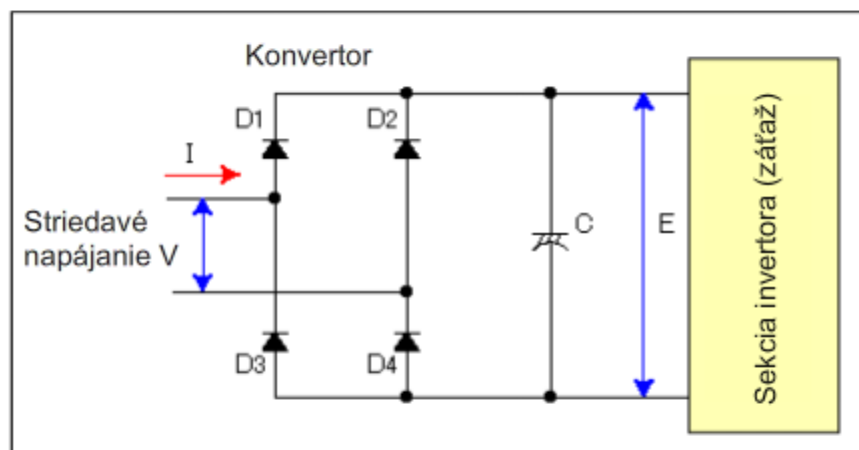 Konvertor
D1
D2
I
Striedavé
napájanie V
C
E
D3
D4
Sekcia invertora (záťaž)